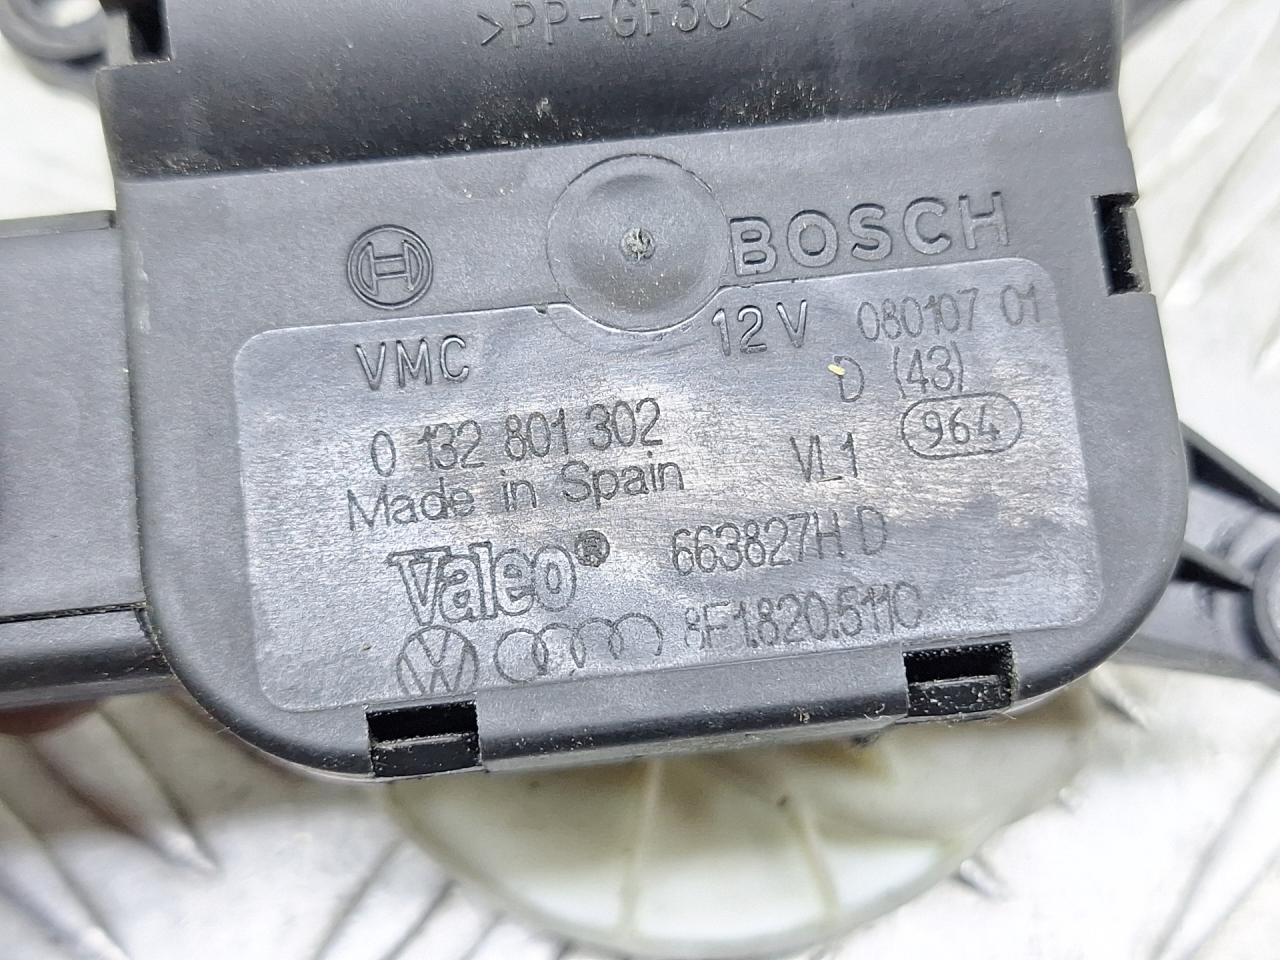 >PP-GF30<
BOSCH
VMC 12V 080107 01
D (43)
0 132 801 302 VL1 964
Made in Spain
Valeo® 663827H D
8F1.820.511C